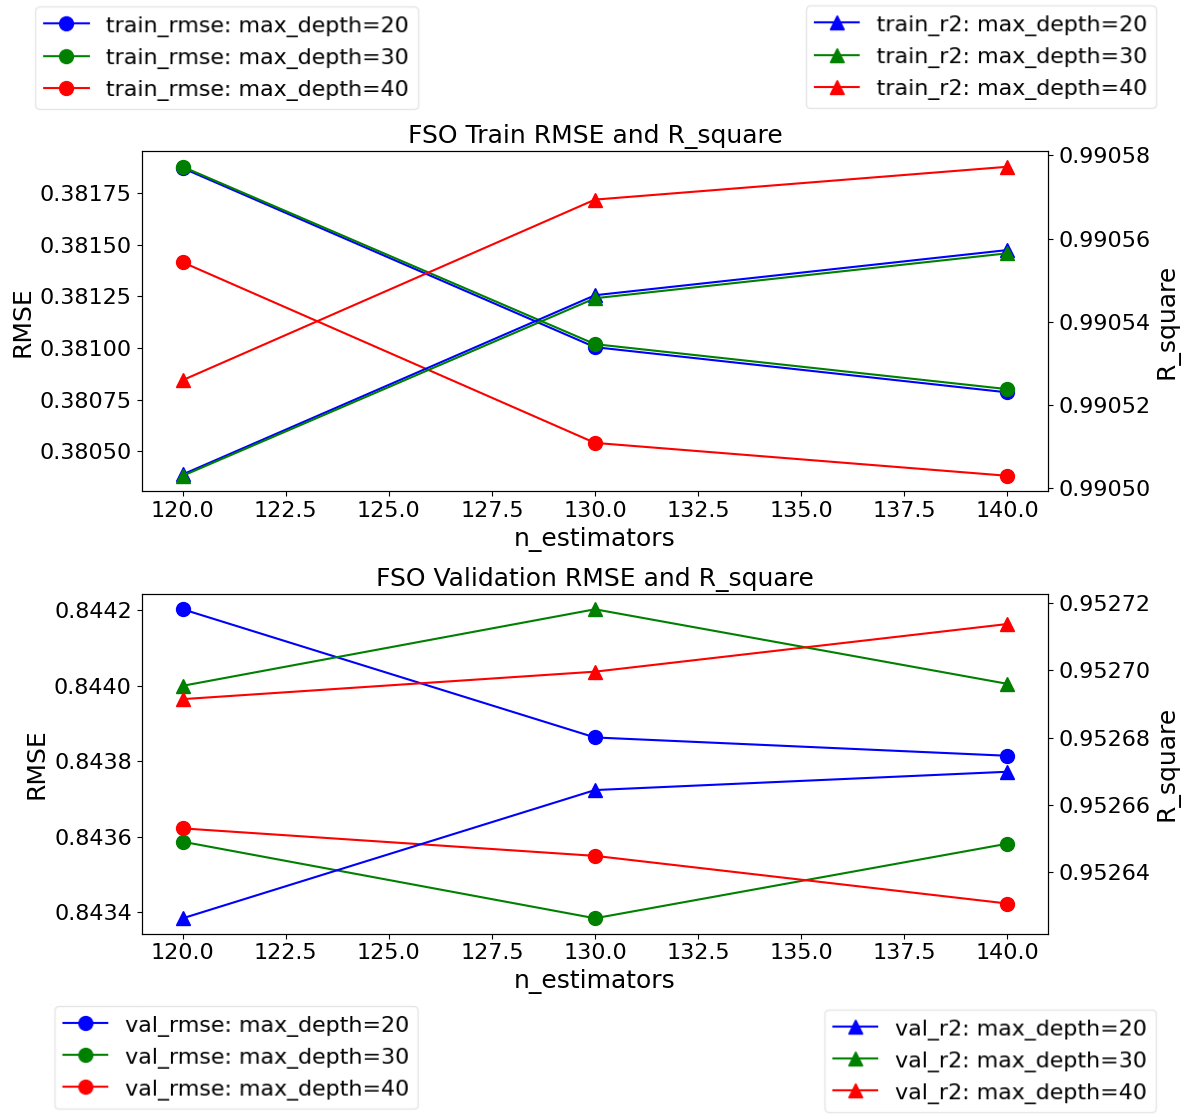 train_rmse: max_depth=20
train_rmse: max_depth=30
train_rmse: max_depth=40
train_r2: max_depth=20
train_r2: max_depth=30
train_r2: max_depth=40
FSO Train RMSE and R_square
RMSE
0.38175
0.38150
0.38125
0.38100
0.38075
0.38050
0.99058
0.99056
0.99054
0.99052
0.99050
R_square
120.0 122.5 125.0 127.5 130.0 132.5 135.0 137.5 140.0
n_estimators
FSO Validation RMSE and R_square
RMSE
0.8442
0.8440
0.8438
0.8436
0.8434
0.95272
0.95270
0.95268
0.95266
0.95264
R_square
120.0 122.5 125.0 127.5 130.0 132.5 135.0 137.5 140.0
n_estimators
val_rmse: max_depth=20
val_rmse: max_depth=30
val_rmse: max_depth=40
val_r2: max_depth=20
val_r2: max_depth=30
val_r2: max_depth=40